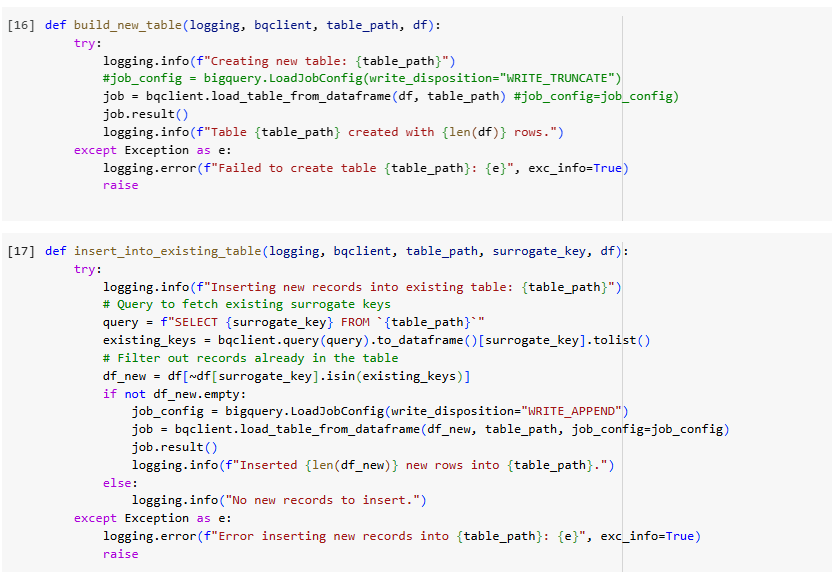 [16] def build_new_table(logging, bqclient, table_path, df):
try:
logging.info(f"Creating new table: {table_path}")
#job_config = bigquery.LoadJobConfig(write_disposition="WRITE_TRUNCATE")
job = bqclient.load_table_from_dataframe(df, table_path) #job_config=job_config)
job.result()
logging.info(f"Table {table_path} created with {len(df)} rows.")
except Exception as e:
logging.error(f"Failed to create table {table_path}: {e}", exc_info=True)
raise
[17] def insert_into_existing_table(logging, bqclient, table_path, surrogate_key, df):
try:
logging.info(f"Inserting new records into existing table: {table_path}")
# Query to fetch existing surrogate keys
query = f"SELECT {surrogate_key} FROM `{table_path}`"
existing_keys = bqclient.query(query).to_dataframe()[surrogate_key].tolist()
# Filter out records already in the table
df_new = df[~df[surrogate_key].isin(existing_keys)]
if not df_new.empty:
job_config = bigquery.LoadJobConfig(write_disposition="WRITE_APPEND")
job = bqclient.load_table_from_dataframe(df_new, table_path, job_config=job_config)
job.result()
logging.info(f"Inserted {len(df_new)} new rows into {table_path}.")
else:
logging.info("No new records to insert.")
except Exception as e:
logging.error(f"Error inserting new records into {table_path}: {e}", exc_info=True)
raise